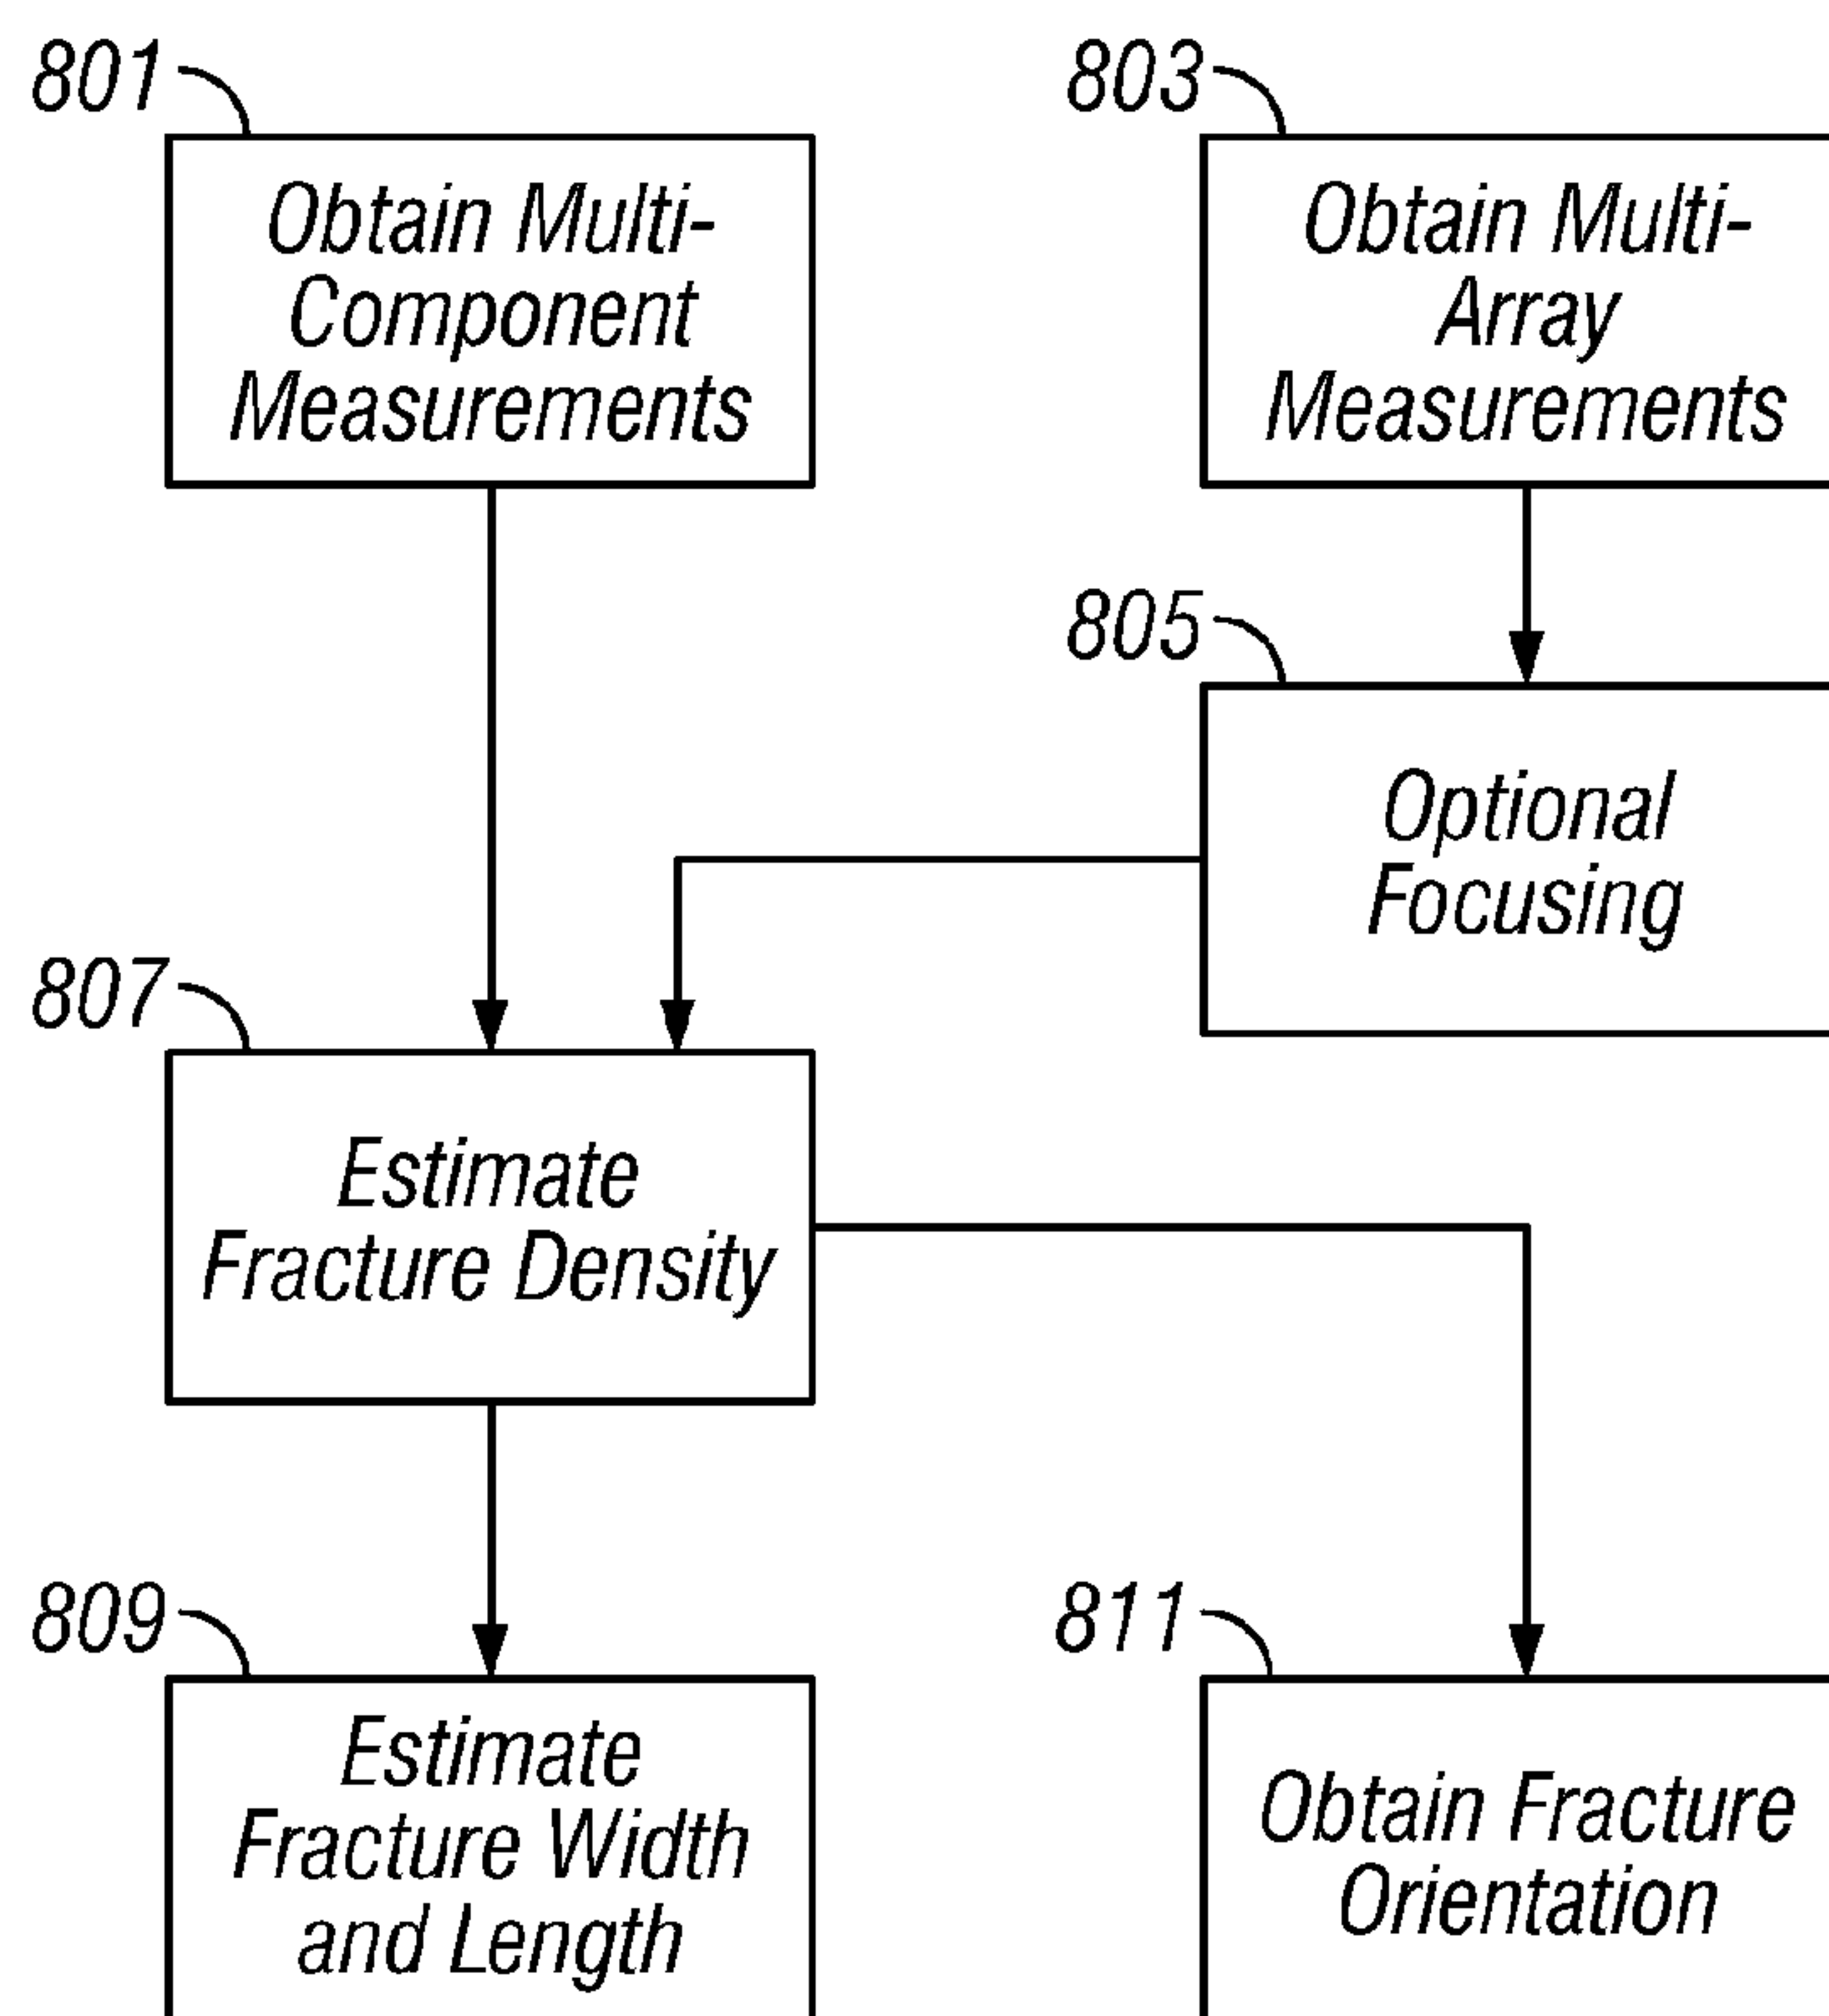 801
Obtain Multi-
Component
Measurements
803
Obtain Multi-
Array
Measurements
805
Optional
Focusing
807
Estimate
Fracture Density
809
Estimate
Fracture Width
and Length
811
Obtain Fracture
Orientation